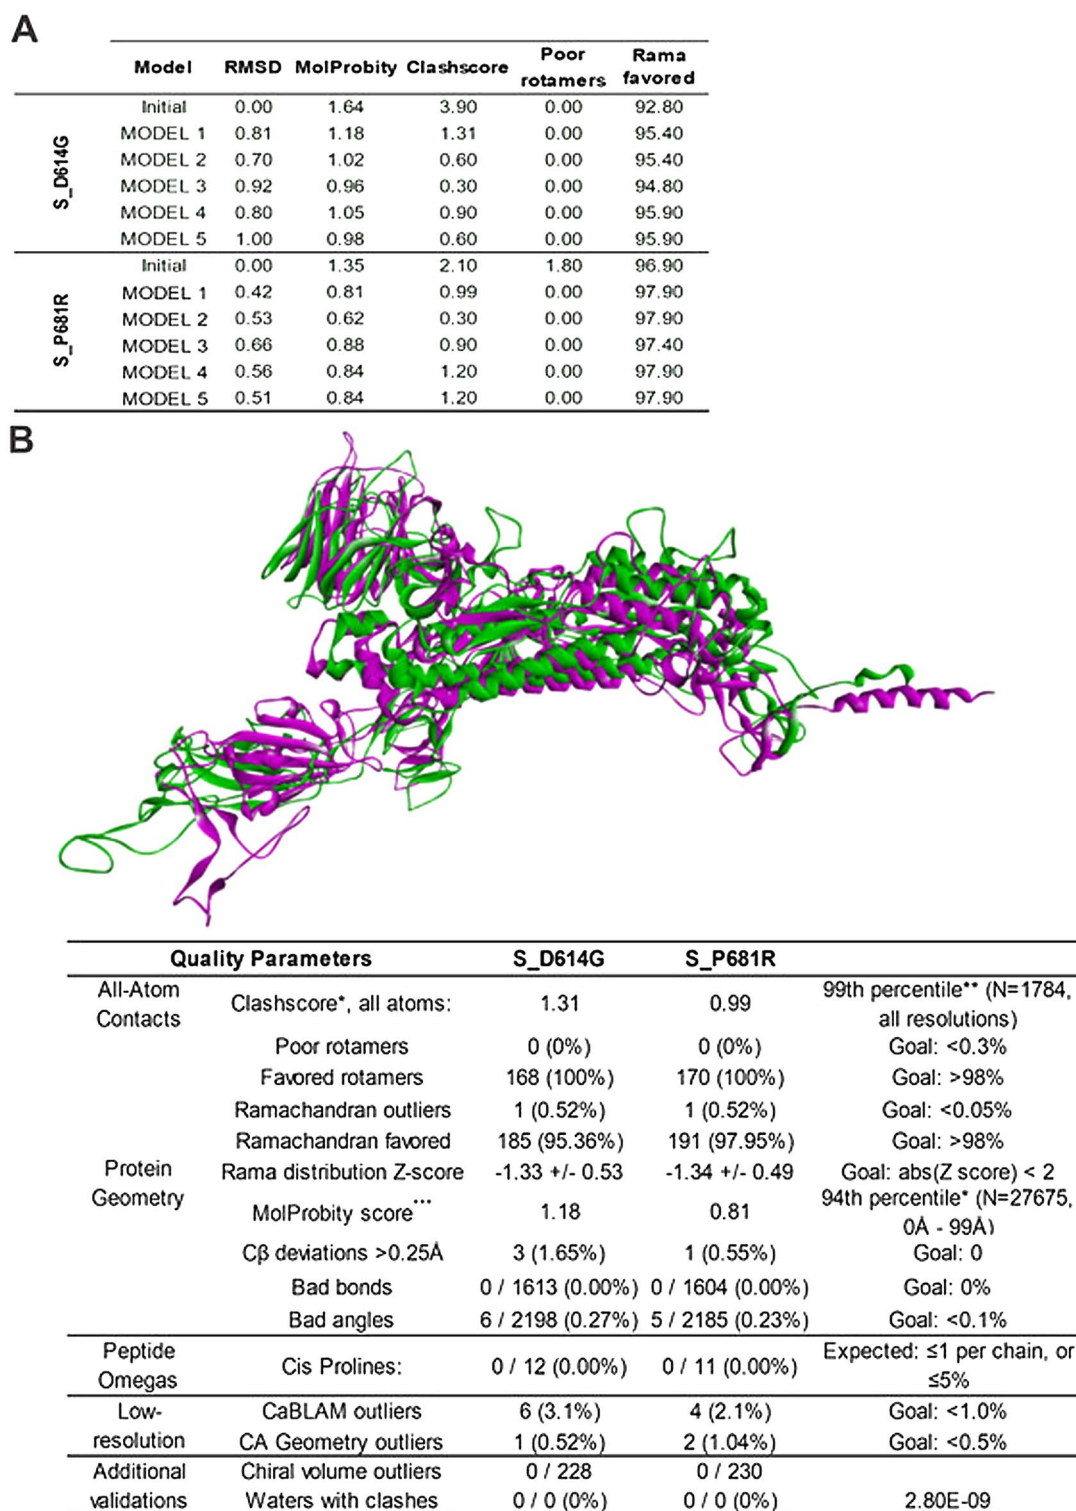 A
Model RMSD MolProbity Clashscore Poor rotamers Rama favored
S_D614G
Initial 0.00 1.64 3.90 0.00 92.80
MODEL 1 0.81 1.18 1.31 0.00 95.40
MODEL 2 0.70 1.02 0.60 0.00 95.40
MODEL 3 0.92 0.96 0.30 0.00 94.80
MODEL 4 0.80 1.05 0.90 0.00 95.90
MODEL 5 1.00 0.98 0.60 0.00 95.90
S_P681R
Initial 0.00 1.35 2.10 1.80 96.90
MODEL 1 0.42 0.81 0.99 0.00 97.90
MODEL 2 0.53 0.62 0.30 0.00 97.90
MODEL 3 0.66 0.88 0.90 0.00 97.40
MODEL 4 0.56 0.84 1.20 0.00 97.90
MODEL 5 0.51 0.84 1.20 0.00 97.90
B
Quality Parameters S_D614G S_P681R
All-Atom Contacts Clashscore*, all atoms: 1.31 0.99 99th percentile** (N=1784, all resolutions)
Protein Geometry
Poor rotamers 0 (0%) 0 (0%) Goal: <0.3%
Favored rotamers 168 (100%) 170 (100%) Goal: >98%
Ramachandran outliers 1 (0.52%) 1 (0.52%) Goal: <0.05%
Ramachandran favored 185 (95.36%) 191 (97.95%) Goal: >98%
Rama distribution Z-score -1.33 +/- 0.53 -1.34 +/- 0.49 Goal: abs(Z score) < 2
MolProbity score*** 1.18 0.81 94th percentile* (N=27675, 0Å - 99Å)
Cβ deviations >0.25Å 3 (1.65%) 1 (0.55%) Goal: 0
Bad bonds 0 / 1613 (0.00%) 0 / 1604 (0.00%) Goal: 0%
Bad angles 6 / 2198 (0.27%) 5 / 2185 (0.23%) Goal: <0.1%
Peptide Omegas Cis Prolines: 0 / 12 (0.00%) 0 / 11 (0.00%) Expected: ≤1 per chain, or ≤5%
Low-resolution
CaBLAM outliers 6 (3.1%) 4 (2.1%) Goal: <1.0%
CA Geometry outliers 1 (0.52%) 2 (1.04%) Goal: <0.5%
Additional validations
Chiral volume outliers 0 / 228 0 / 230
Waters with clashes 0 / 0 (0%) 0 / 0 (0%) 2.80E-09